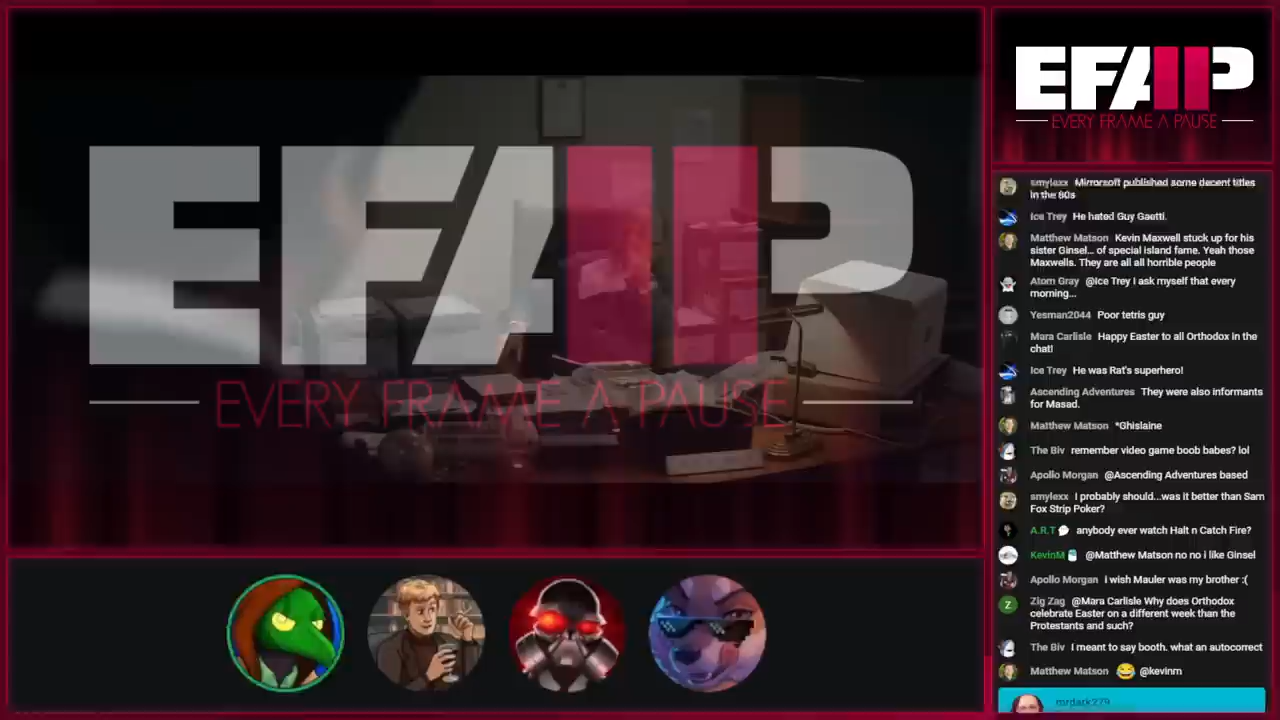 EFAP
EVERY FRAME A PAUSE
EFAP
EVERY FRAME A PAUSE
smylexx Mirrorsoft published some decent titles
in the 80s
Ice Trey He hated Guy Gaetti.
Matthew Matson Kevin Maxwell stuck up for his
sister Ginsel... of special island fame. Yeah those
Maxwells. They are all horrible people
Atom Gray @Ice Trey I ask myself that every
morning...
Yesman2044 Poor tetris guy
Mara Carlisle Happy Easter to all Orthodox in the
chat!
Ice Trey He was Rat's superhero!
Ascending Adventures They were also informants
for Masad.
Matthew Matson *Ghislaine
The Biv remember video game boob babes? lol
Apollo Morgan @Ascending Adventures based
smylexx I probably should...was it better than Sam
Fox Strip Poker?
A.R.T anybody ever watch Halt n Catch Fire?
KevinM @Matthew Matson no no i like Ginsel
Apollo Morgan i wish Mauler was my brother :(
Z
Zig Zag @Mara Carlisle Why does Orthodox
celebrate Easter on a different week than the
Protestants and such?
The Biv I meant to say booth. what an autocorrect
Matthew Matson 😂 @kevinm
mrdark279